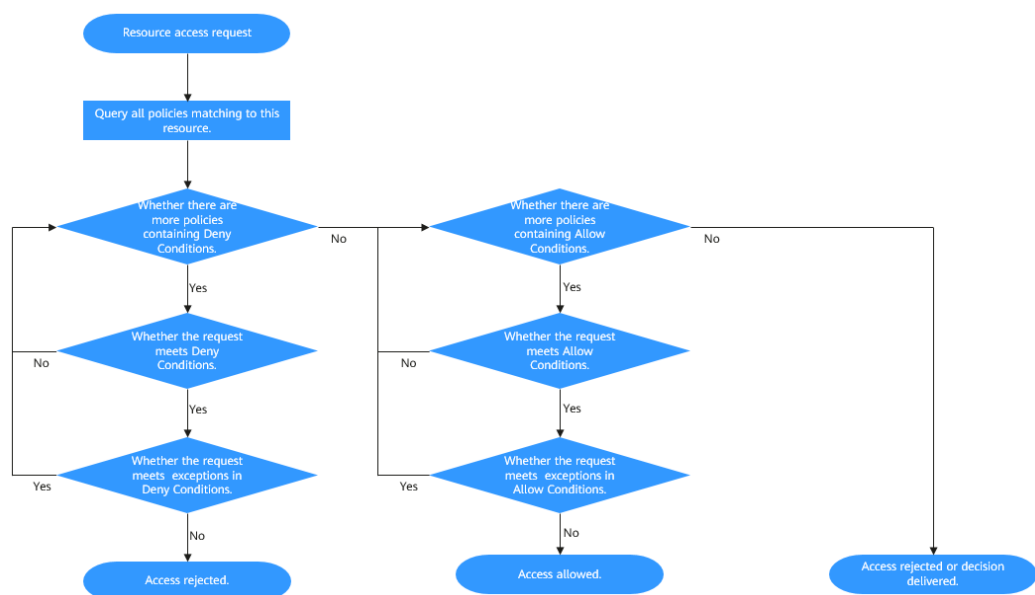 Resource access request
Query all policies matching to this
resource.
Whether there are
more policies
containing Deny
Conditions.
No
Whether there are
more policies
containing Allow
Conditions.
No
Yes
Yes
Whether the request
meets Deny
Conditions.
No
Whether the request
meets Allow
Conditions.
No
Yes
Yes
Whether the request
meets  exceptions in
Deny Conditions.
Yes
Whether the request
meets  exceptions in
Allow Conditions.
Yes
No
No
Access rejected.
Access allowed.
Access rejected or decision
delivered.